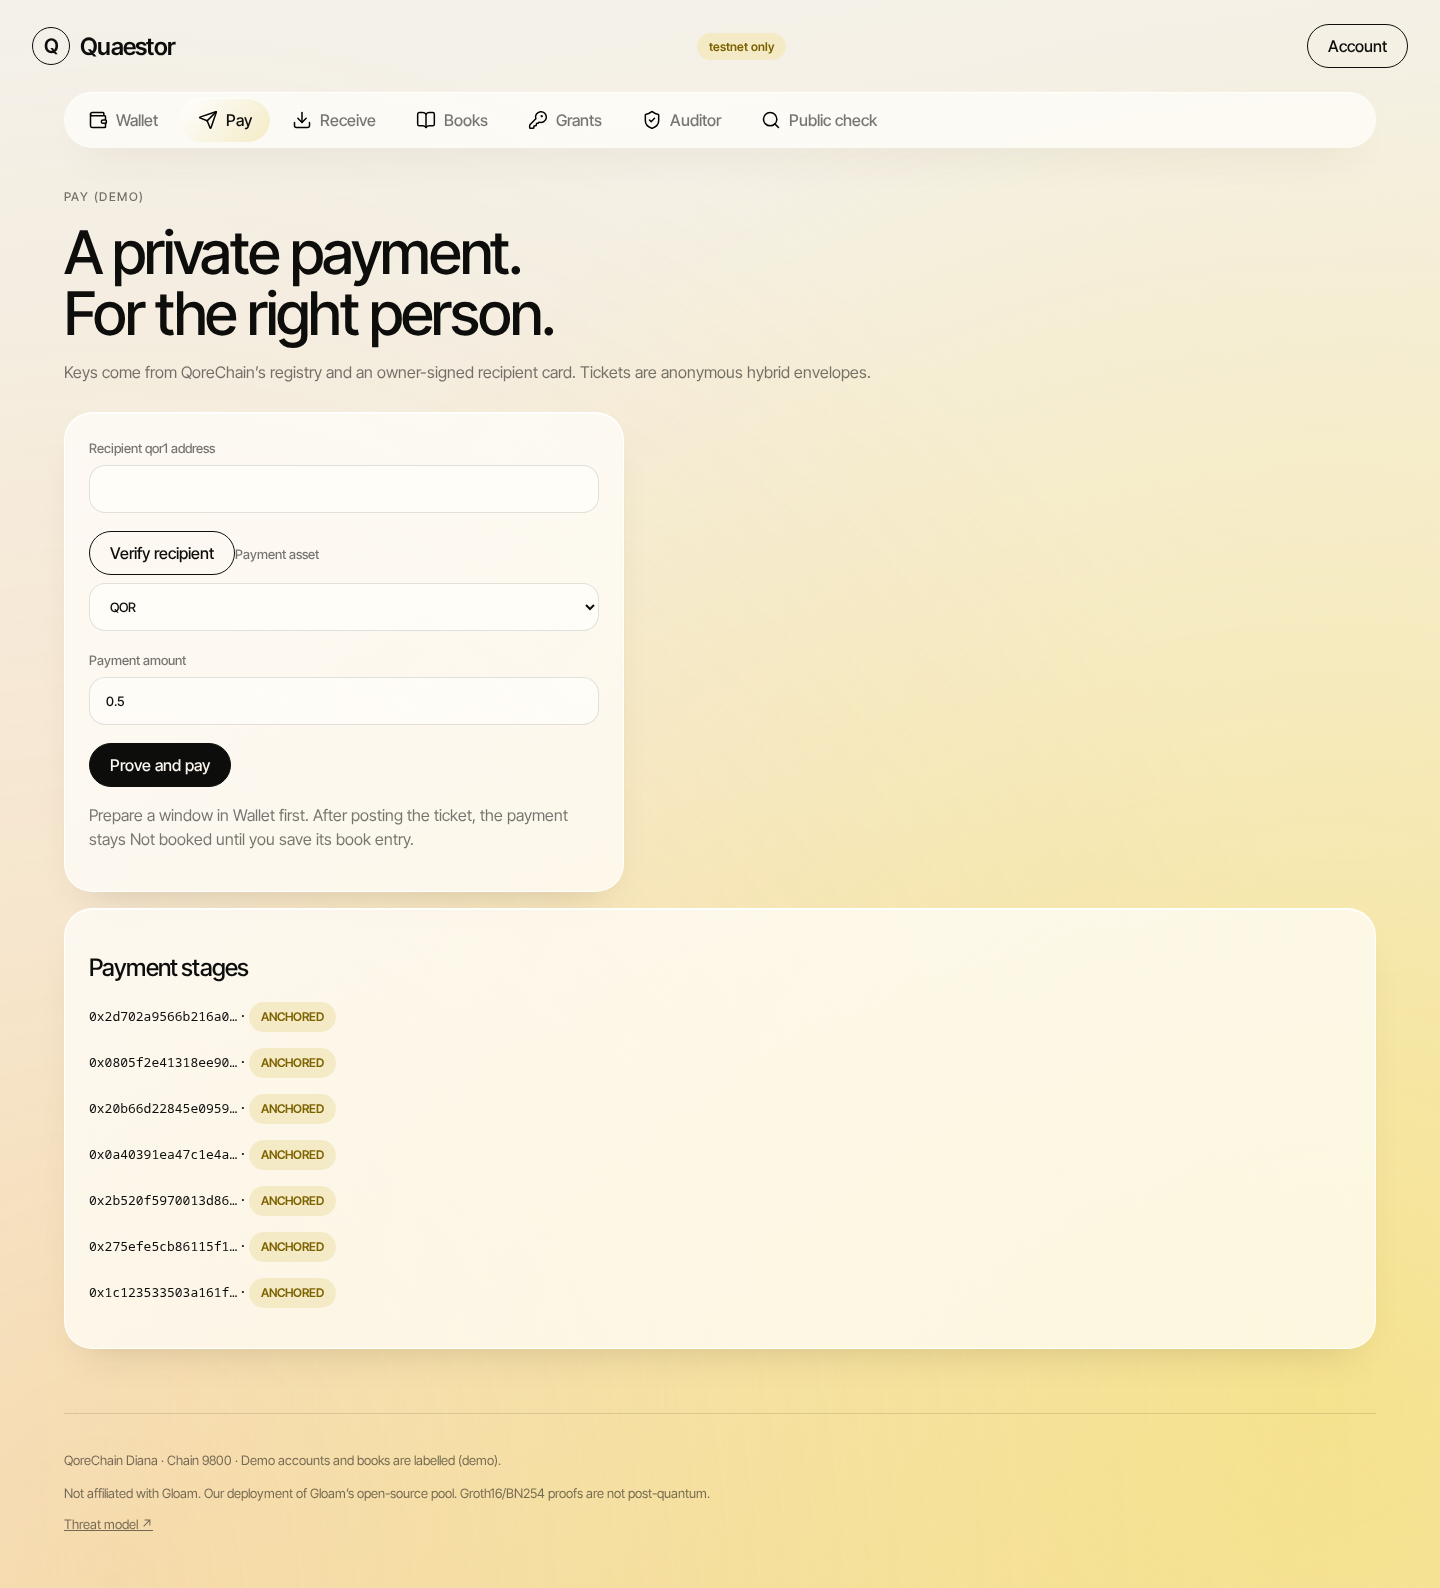 Q Quaestor
testnet only
Account
Wallet
Pay
Receive
Books
Grants
Auditor
Public check
PAY (DEMO)
A private payment.
For the right person.
Keys come from QoreChain’s registry and an owner-signed recipient card. Tickets are anonymous hybrid envelopes.
Recipient qor1 address
Verify recipient
Payment asset
QOR
Payment amount
0.5
Prove and pay
Prepare a window in Wallet first. After posting the ticket, the payment
stays Not booked until you save its book entry.
Payment stages
0x2d702a9566b216a0… · ANCHORED
0x0805f2e41318ee90… · ANCHORED
0x20b66d22845e0959… · ANCHORED
0x0a40391ea47c1e4a… · ANCHORED
0x2b520f5970013d86… · ANCHORED
0x275efe5cb86115f1… · ANCHORED
0x1c123533503a161f… · ANCHORED
QoreChain Diana · Chain 9800 · Demo accounts and books are labelled (demo).
Not affiliated with Gloam. Our deployment of Gloam’s open-source pool. Groth16/BN254 proofs are not post-quantum.
Threat model ↗